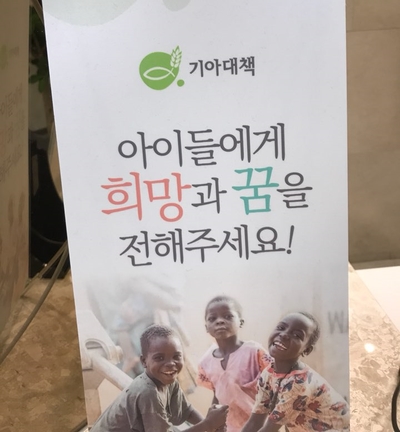 기아대책
아이들에게
희망과 꿈을
전해주세요!